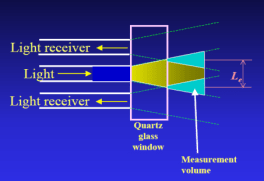 Light receiver
Light
Light receiver
Quartz
glass
window
Measurement
volume